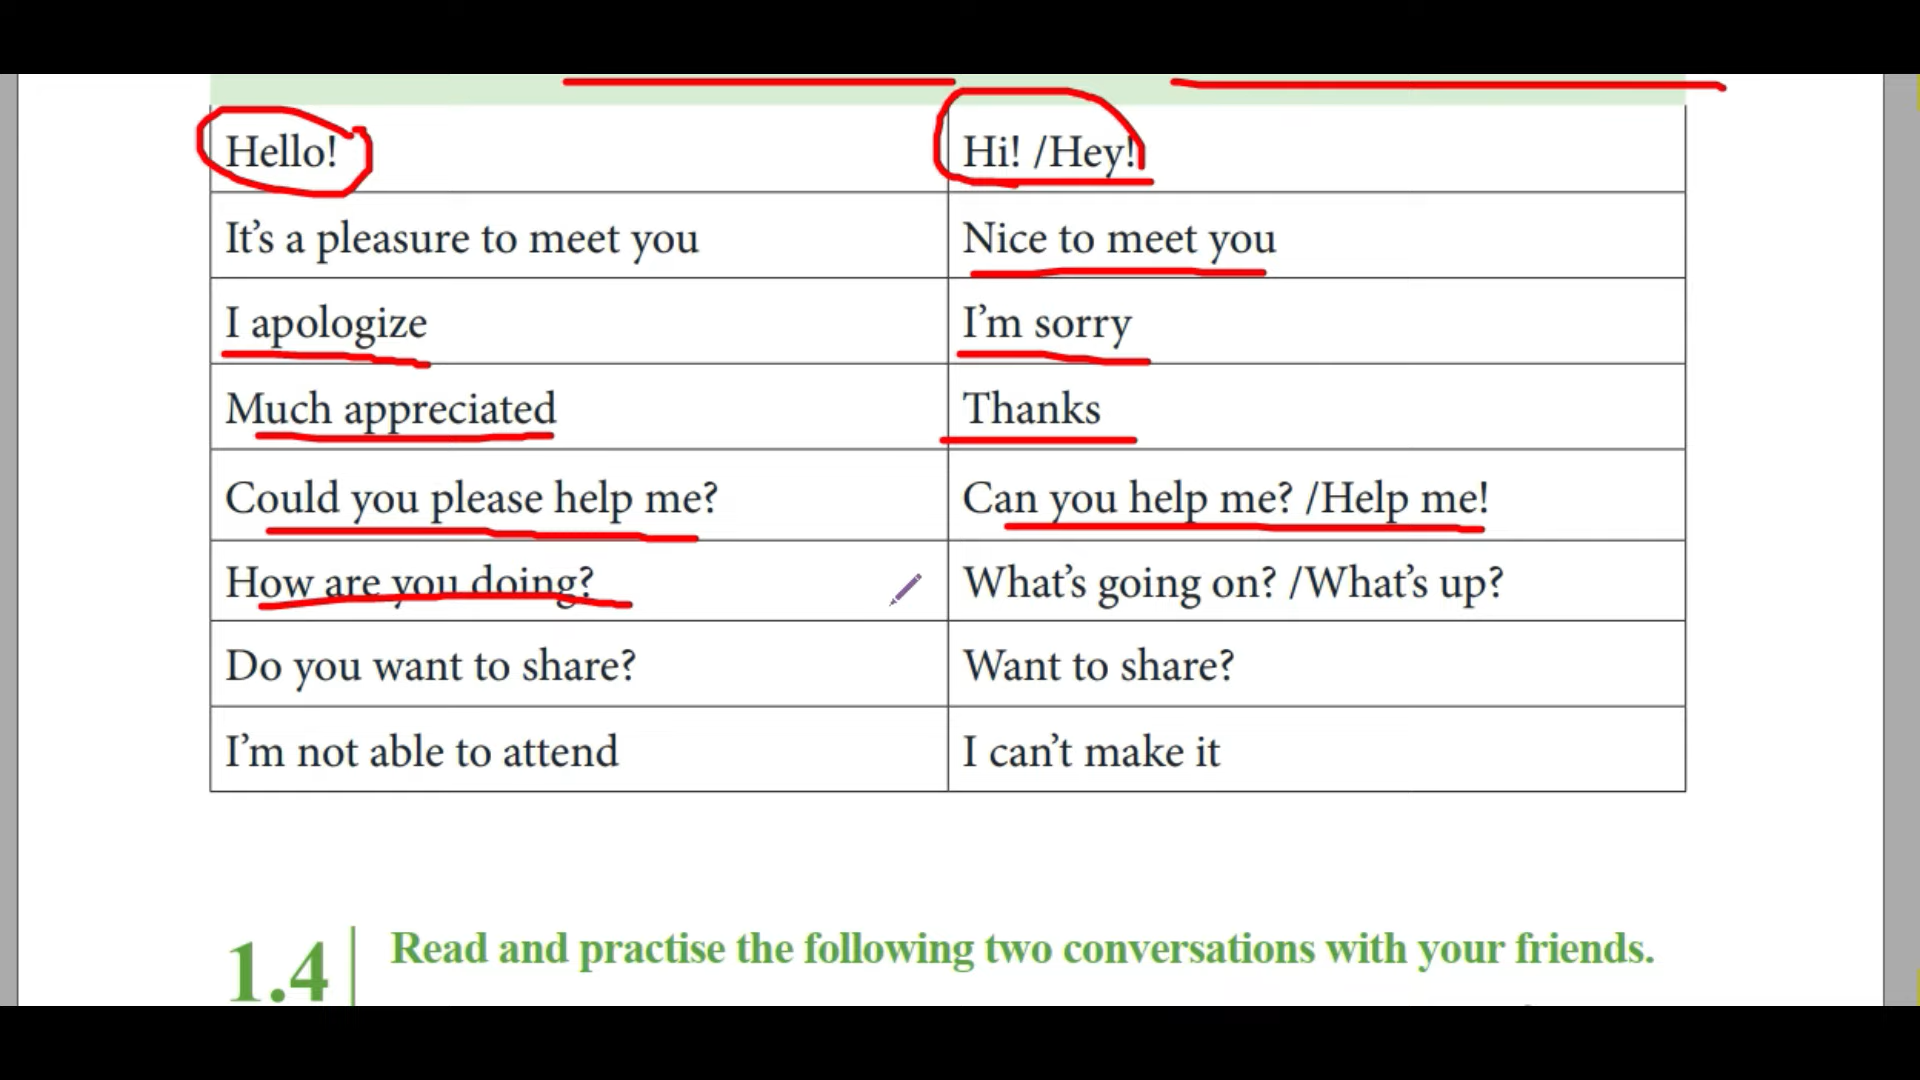 Hello! Hi! /Hey!
It’s a pleasure to meet you Nice to meet you
I apologize I’m sorry
Much appreciated Thanks
Could you please help me? Can you help me? /Help me!
How are you doing? What’s going on? /What’s up?
Do you want to share? Want to share?
I’m not able to attend I can’t make it
1.4 Read and practise the following two conversations with your friends.